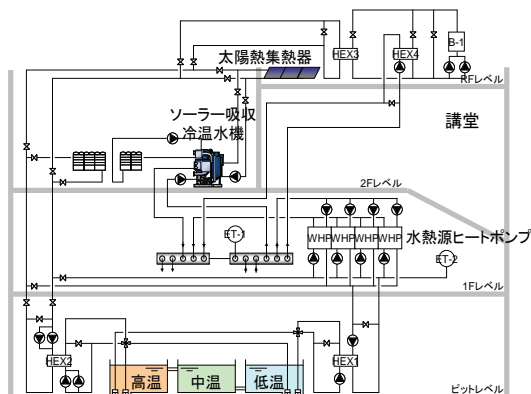 太陽熱集熱器
HEX3
HEX4
B-1
RFレベル
ソーラー吸収
冷温水機
講堂
2Fレベル
ET-1
WHP
WHP
WHP
WHP
水熱源ヒートポンプ
ET-2
1Fレベル
HEX2
HEX1
高温
中温
低温
ピットレベル